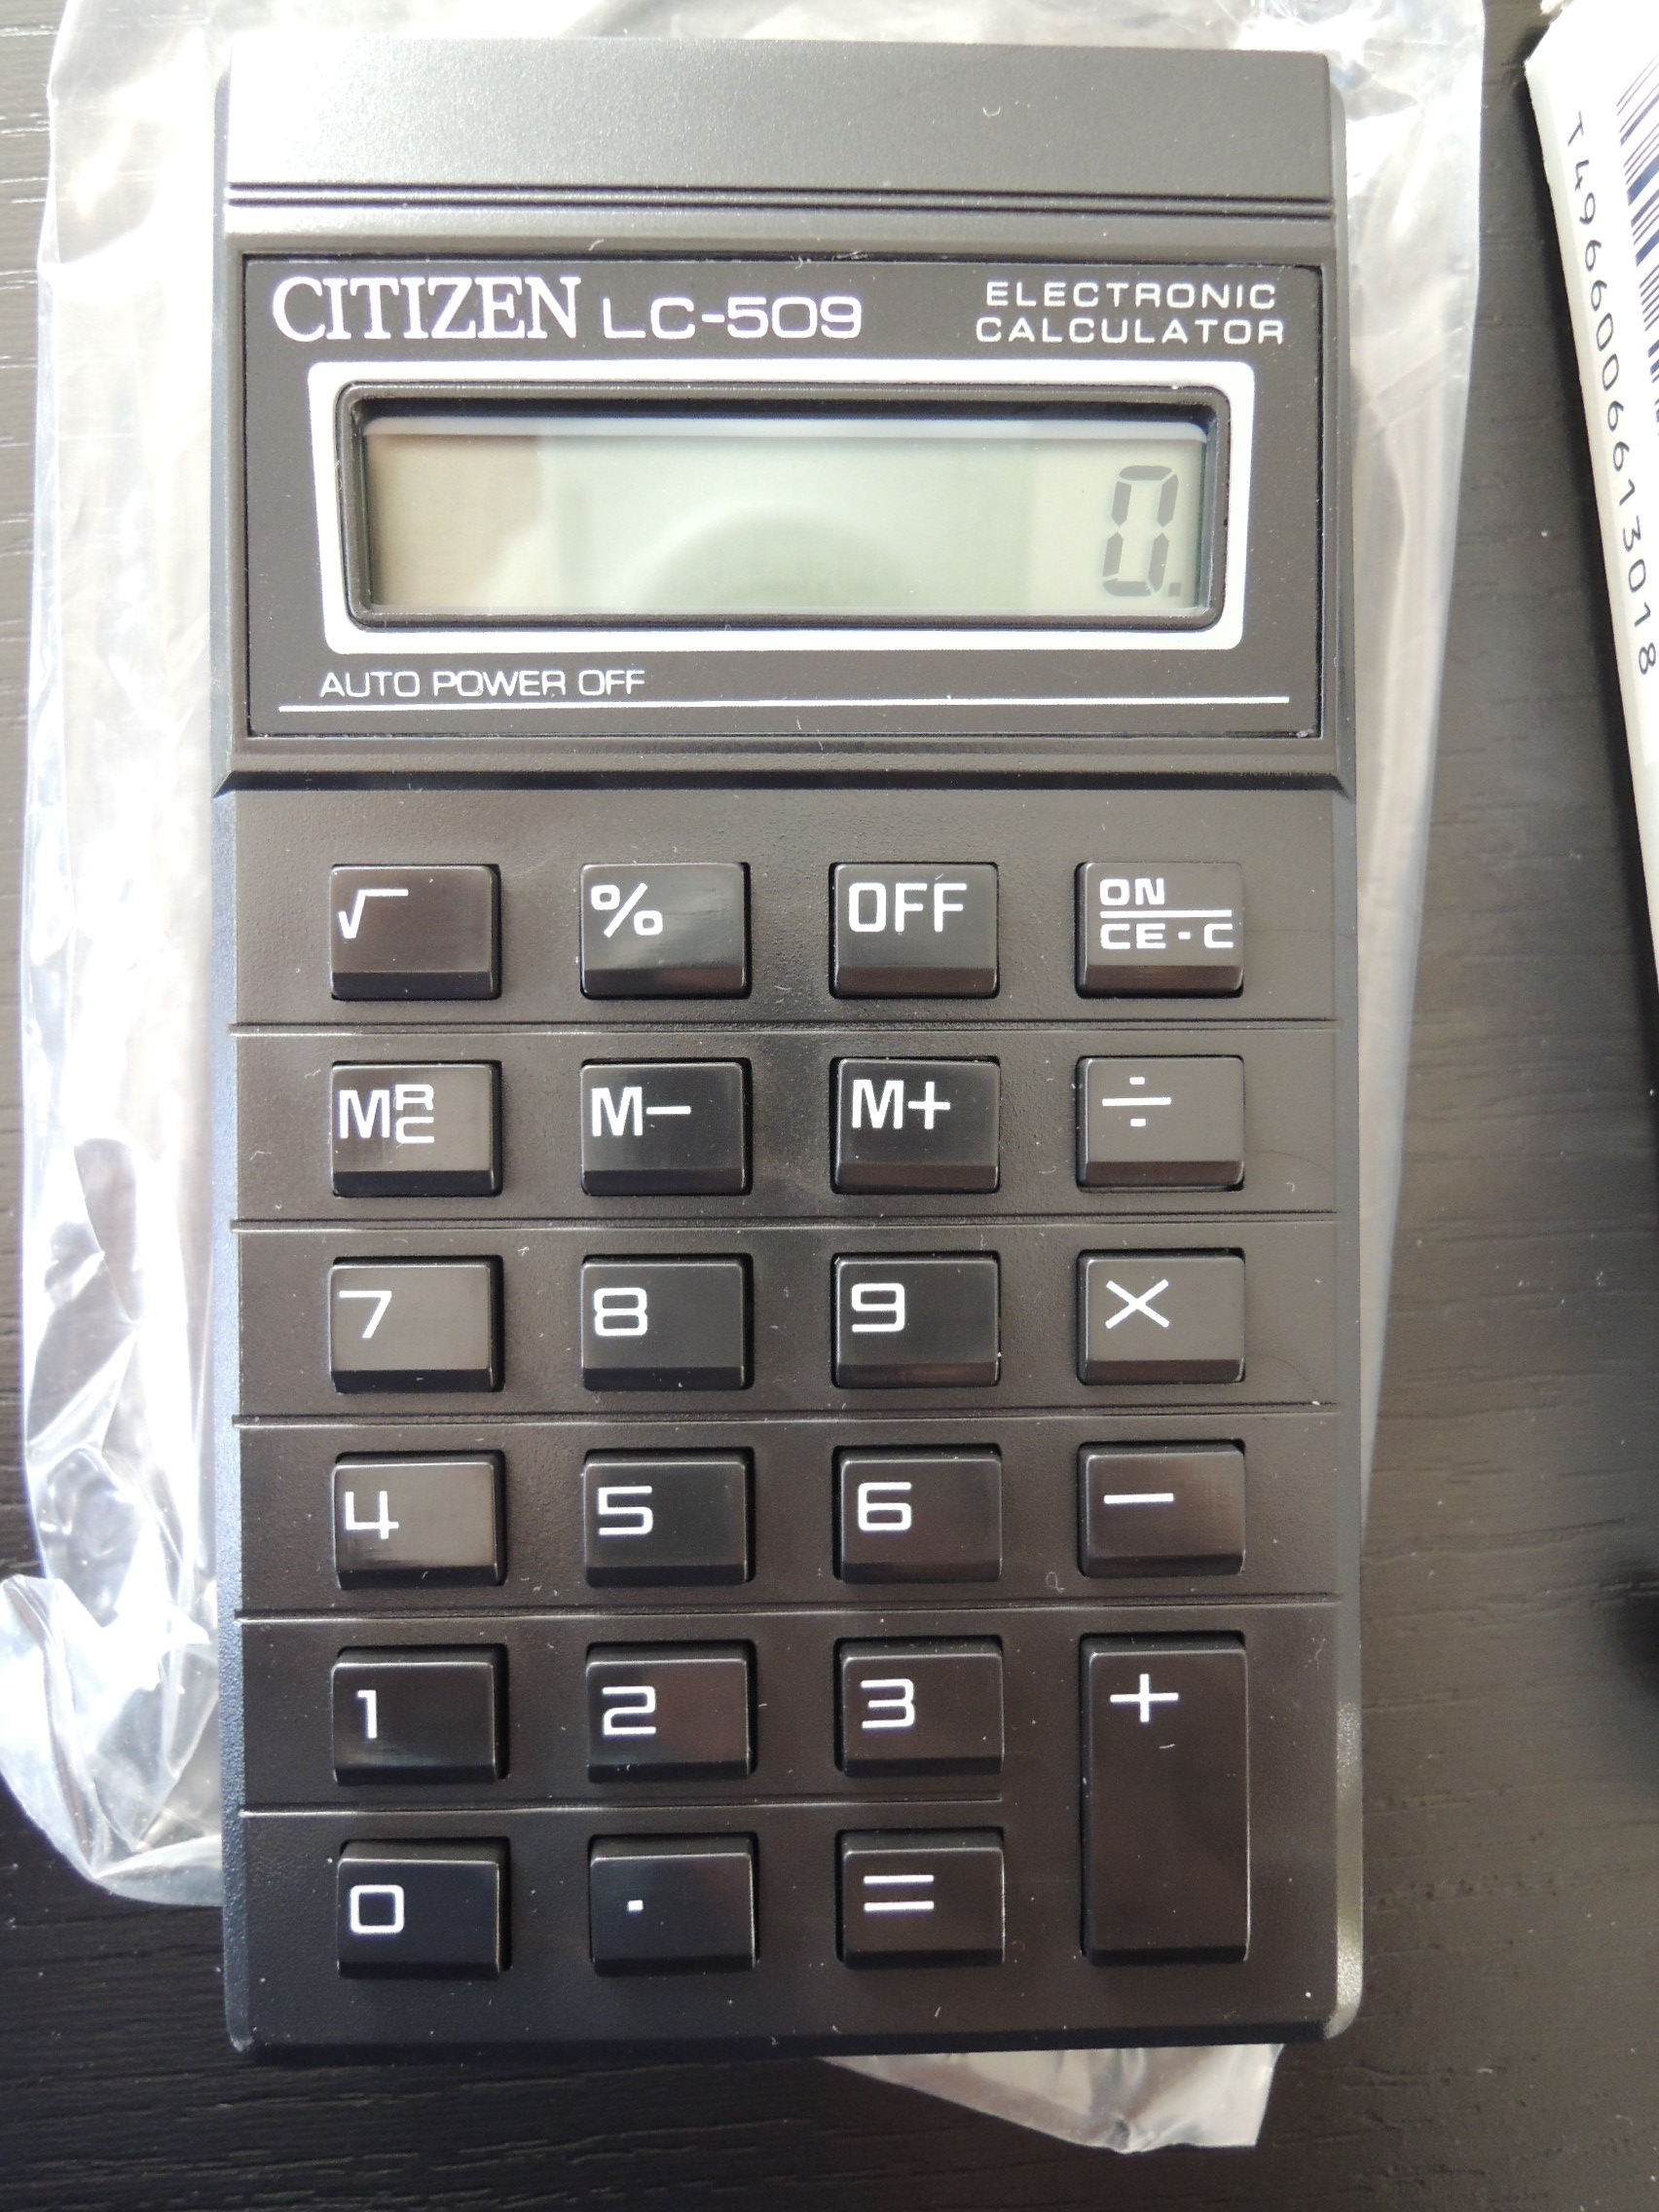 CITIZEN LC-509
ELECTRONIC
CALCULATOR
0.
AUTO POWER OFF
√ % OFF ON
CE-C
MRC M− M+ ÷
7 8 9 ×
4 5 6 −
1 2 3 +
0 . =
T4966006613018